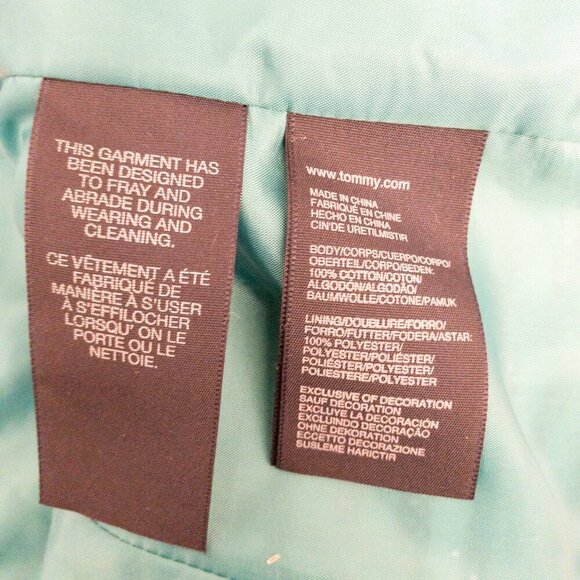 THIS GARMENT HAS
BEEN DESIGNED
TO FRAY AND
ABRADE DURING
WEARING AND
CLEANING.
CE VÊTEMENT A ÉTÉ
FABRIQUÉ DE
MANIÈRE À S'USER
À S'EFFILOCHER
LORSQU' ON LE
PORTE OU LE
NETTOIE.
www.tommy.com
MADE IN CHINA
FABRIQUÉ EN CHINE
HECHO EN CHINA
CIN'DE URETILMISTIR
BODY/CORPS/CUERPO/CORPO/
OBERTEIL/CORPO/BEDEN:
100% COTTON/COTON/
ALGODÓN/ALGODÃO/
BAUMWOLLE/COTONE/PAMUK
LINING/DOUBLURE/FORRO/
FORRO/FUTTER/FODERA/ASTAR:
100% POLYESTER/
POLYESTER/POLIÉSTER/
POLIÉSTER/POLYESTER/
POLIESTERE/POLYESTER
EXCLUSIVE OF DECORATION
SAUF DÉCORATION
EXCLUYE LA DECORACIÓN
EXCLUINDO DECORAÇÃO
OHNE DEKORATION
ECCETTO DECORAZIONE
SUSLEME HARICTIR